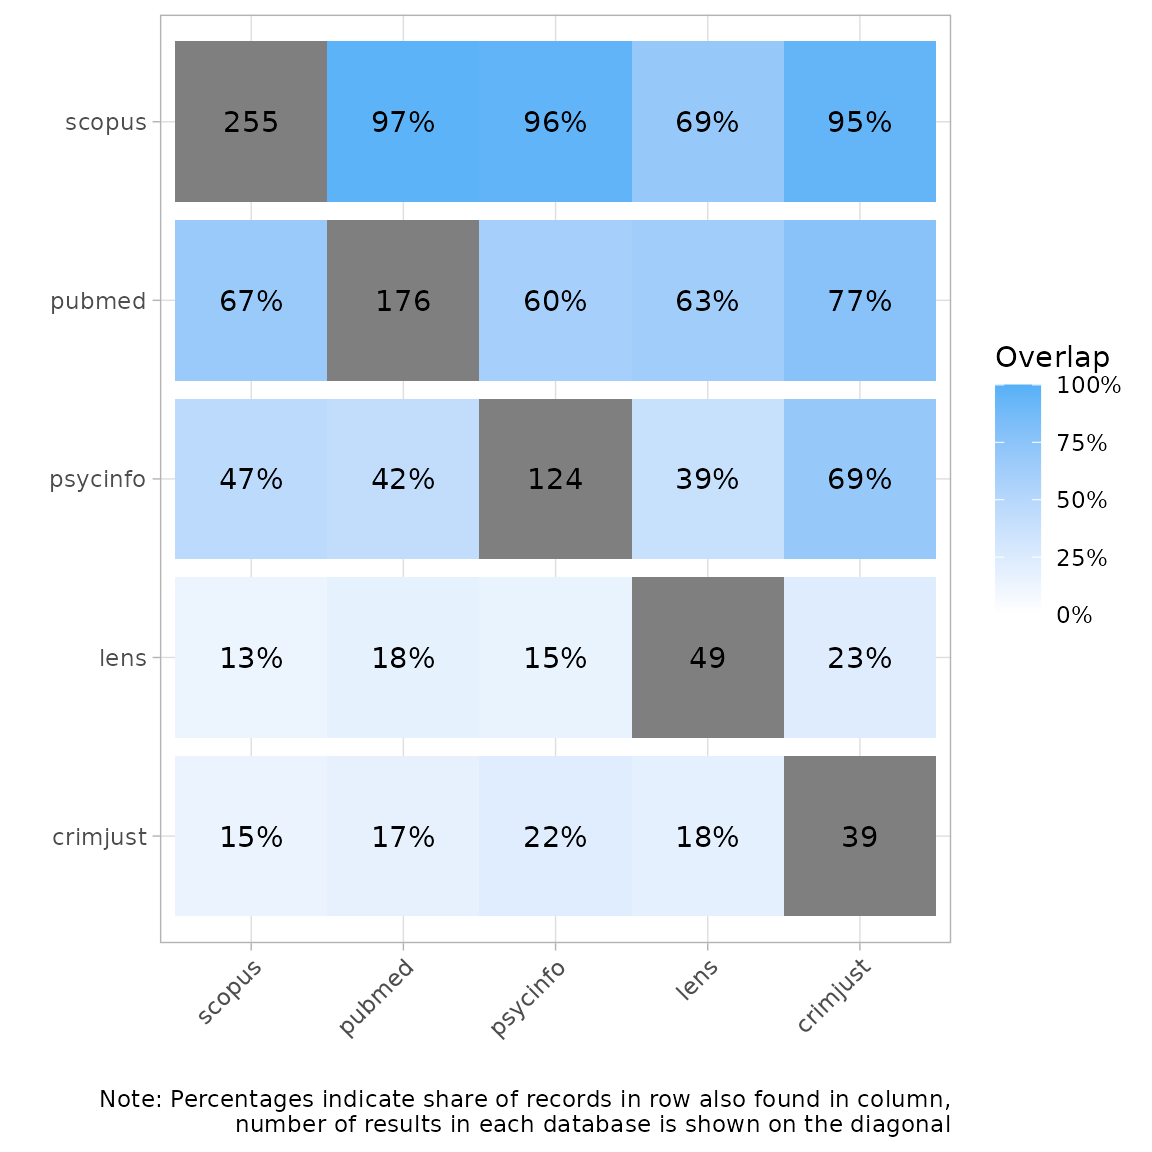 scopus 255 97% 96% 69% 95%
pubmed 67% 176 60% 63% 77%
psycinfo 47% 42% 124 39% 69%
lens 13% 18% 15% 49 23%
crimjust 15% 17% 22% 18% 39
scopus pubmed psycinfo lens crimjust
Overlap
100%
75%
50%
25%
0%
Note: Percentages indicate share of records in row also found in column,
number of results in each database is shown on the diagonal